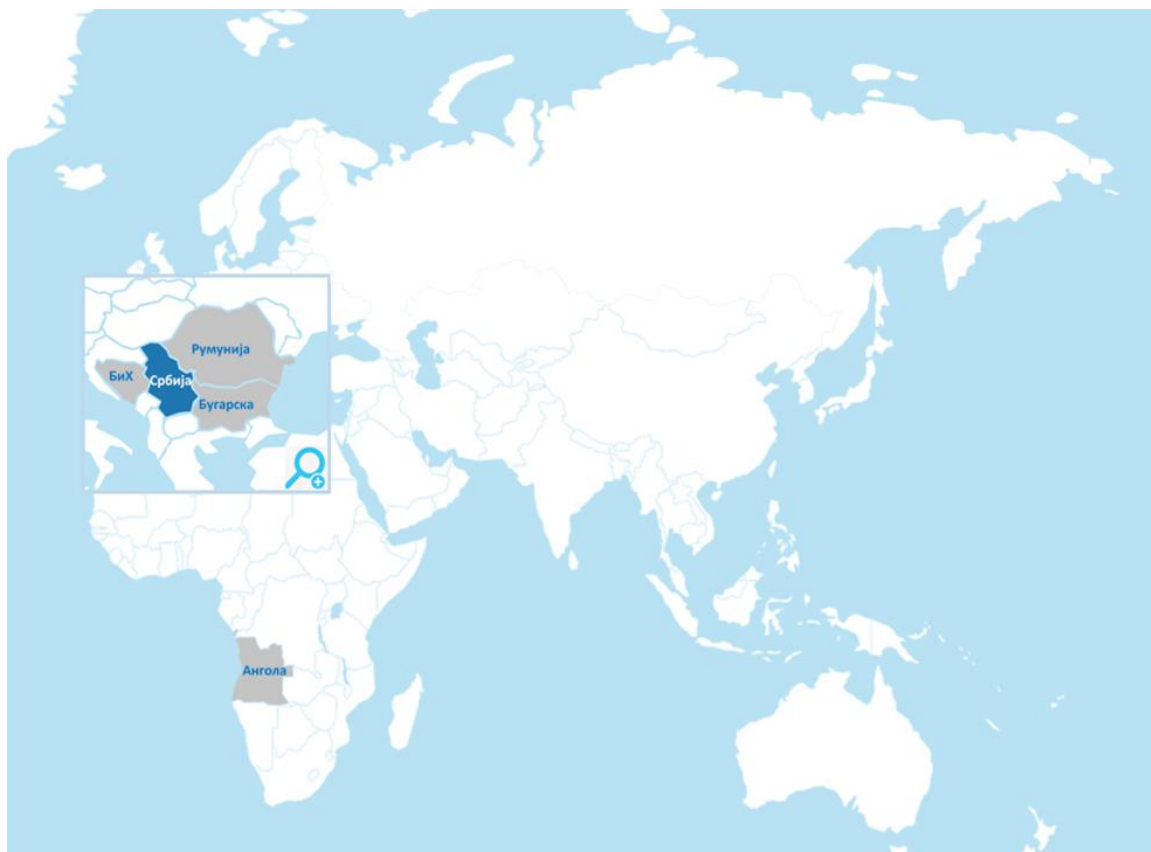 Румунија
БиХ
Србија
Бугарска
Ангола